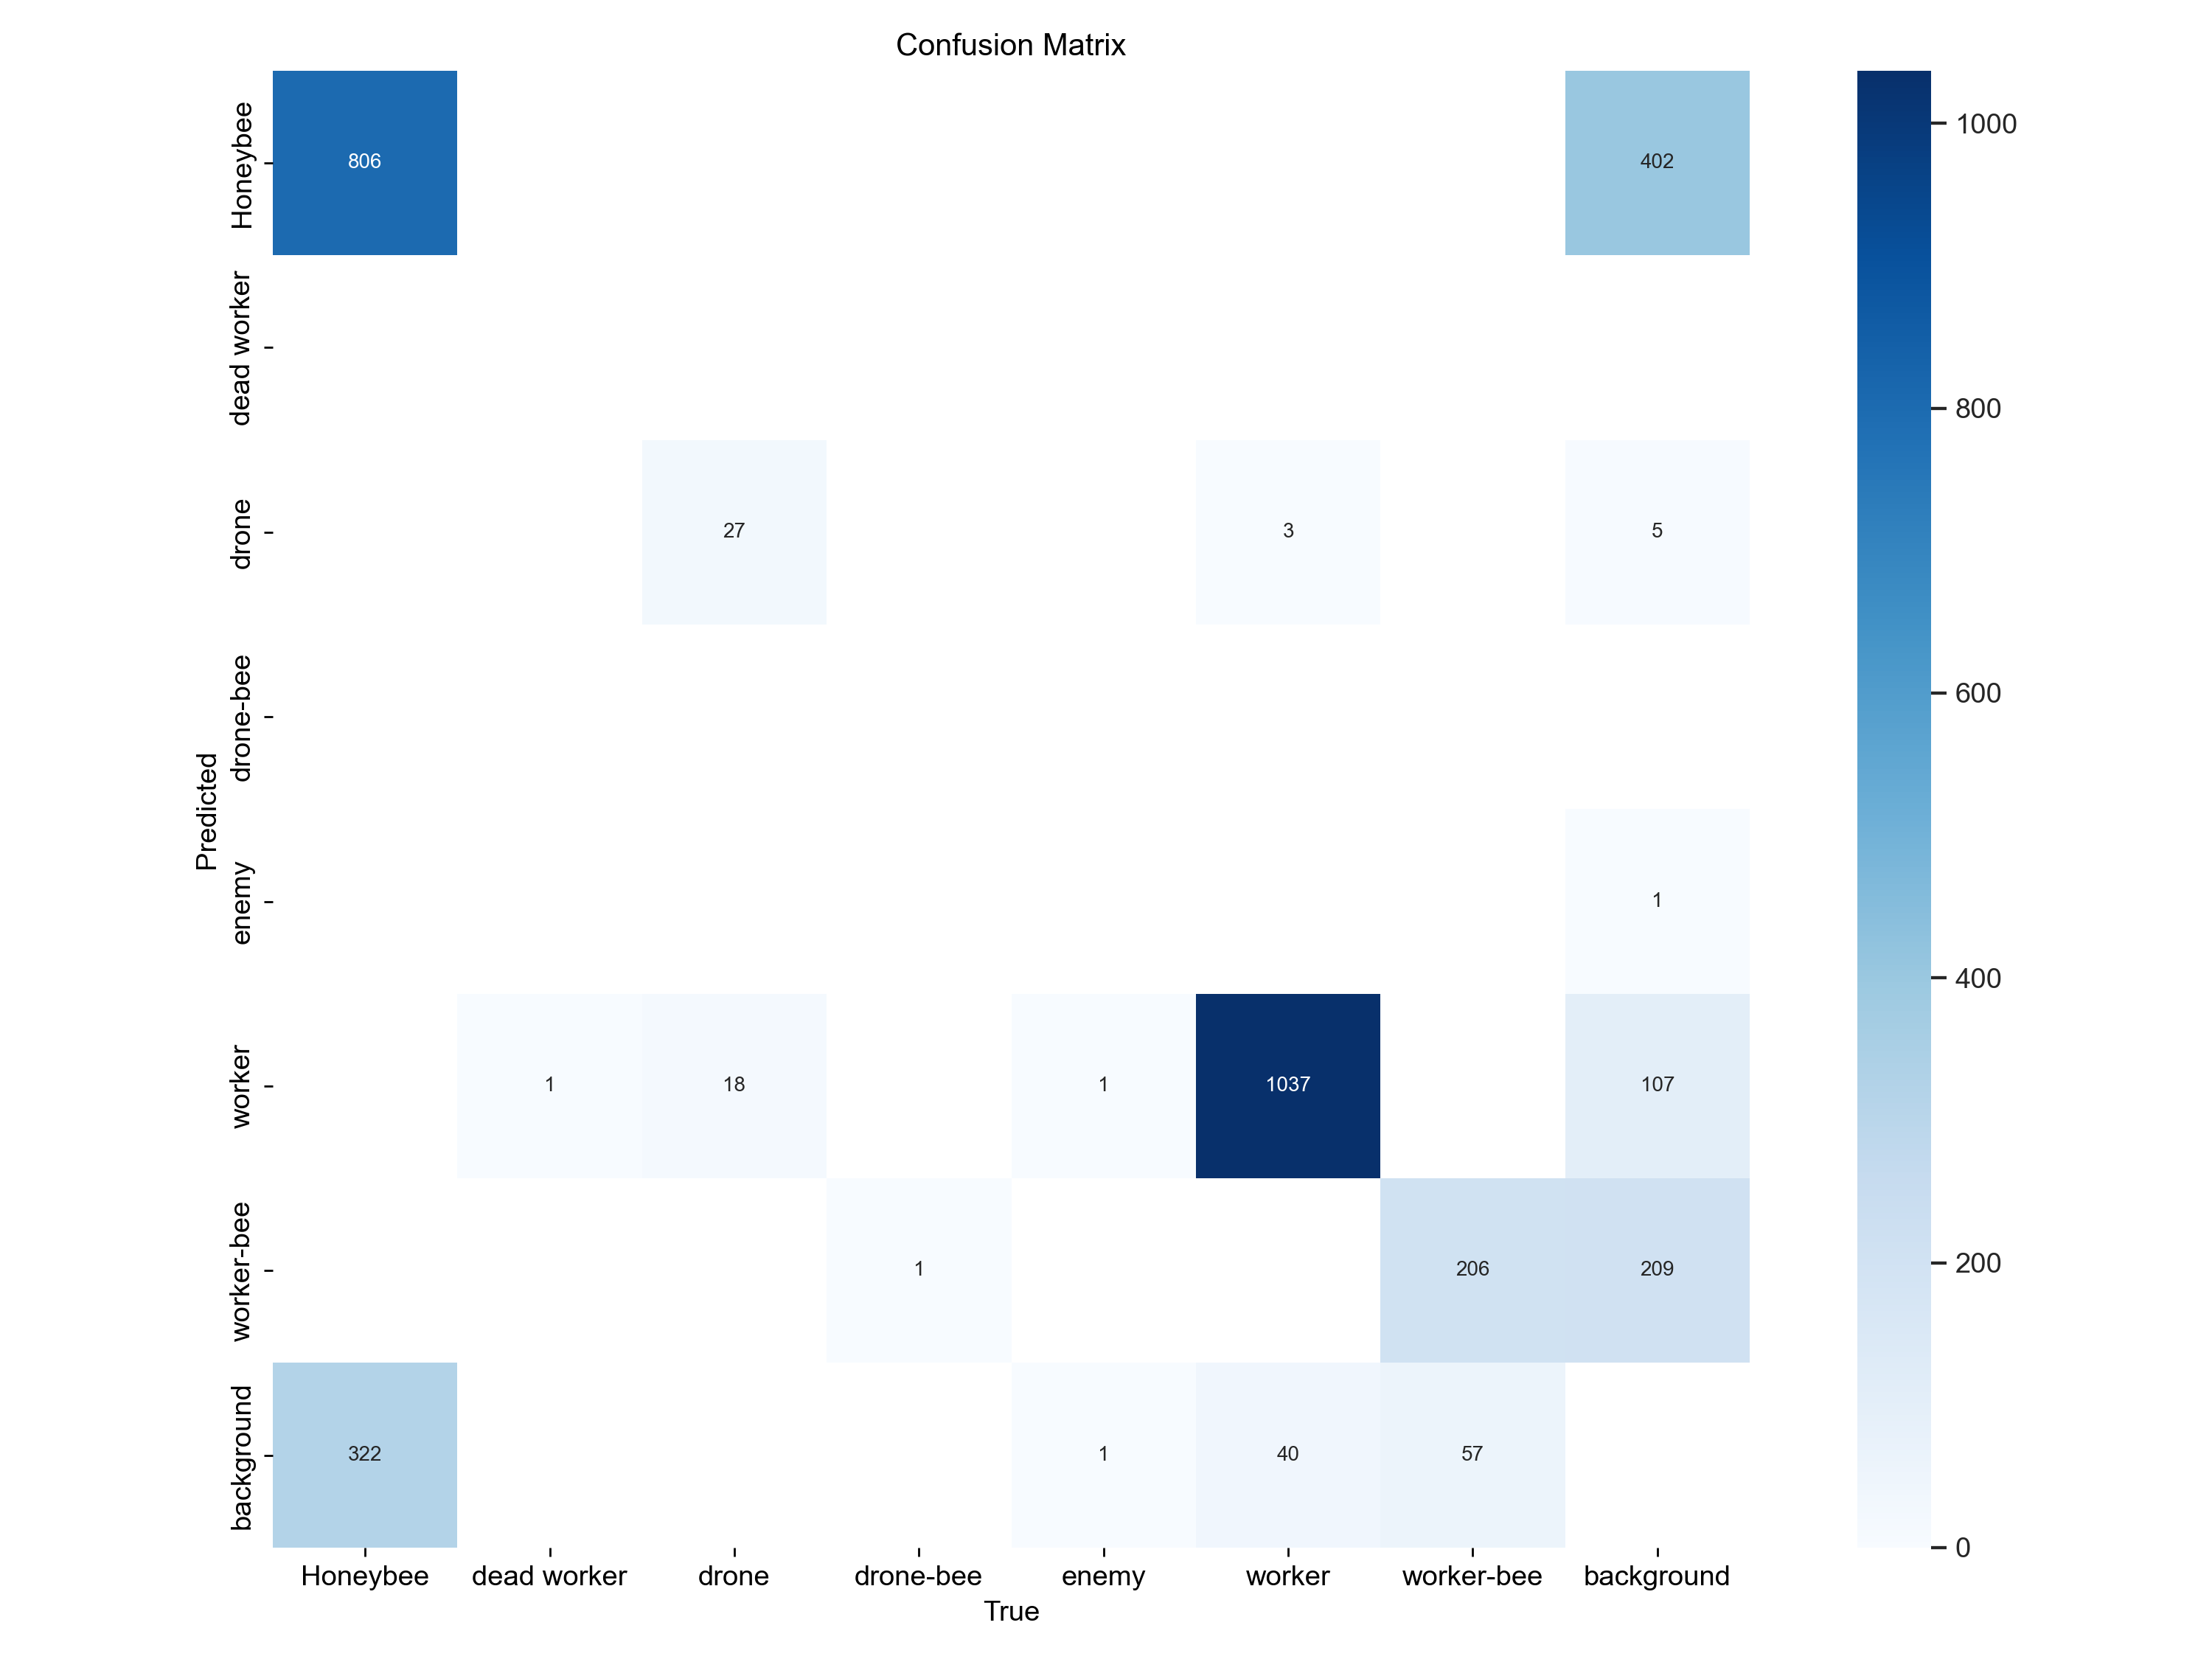 Confusion Matrix
Honeybee
806
402
dead worker
drone
27
3
5
drone-bee
enemy
1
worker
1
18
1
1037
107
worker-bee
1
206
209
background
322
1
40
57
Predicted
Honeybee
dead worker
drone
drone-bee
enemy
worker
worker-bee
background
True
1000
800
600
400
200
0